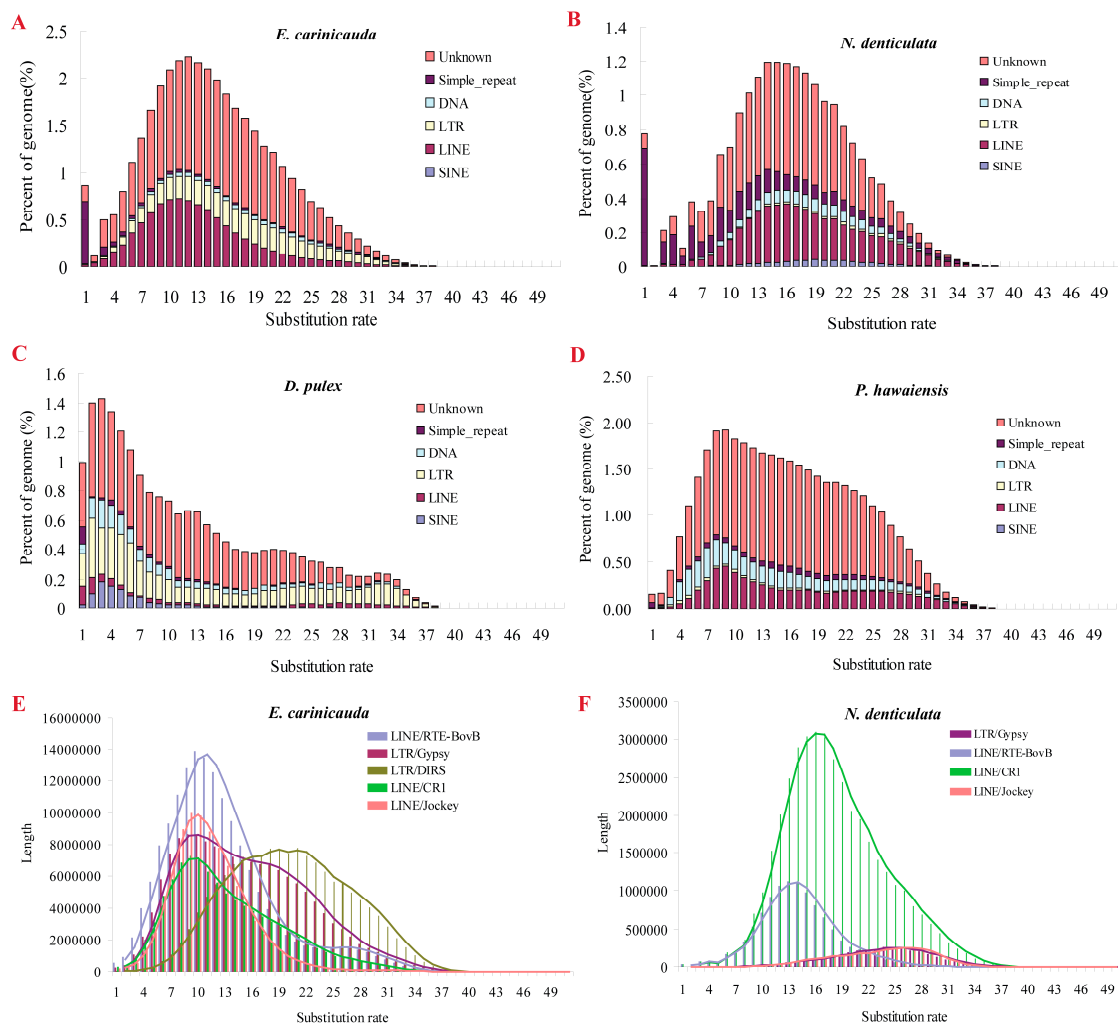 A
E. carinicauda
Percent of genome(%)
2.5
2
1.5
1
0.5
0
Unknown
Simple_repeat
DNA
LTR
LINE
SINE
1 4 7 10 13 16 19 22 25 28 31 34 37 40 43 46 49
Substitution rate
B
N. denticulata
Percent of genome(%)
1.4
1.2
1
0.8
0.6
0.4
0.2
0
Unknown
Simple_repeat
DNA
LTR
LINE
SINE
1 4 7 10 13 16 19 22 25 28 31 34 37 40 43 46 49
Substitution rate
C
D. pulex
Percent of genome (%)
1.6
1.4
1.2
1
0.8
0.6
0.4
0.2
0
Unknown
Simple_repeat
DNA
LTR
LINE
SINE
1 4 7 10 13 16 19 22 25 28 31 34 37 40 43 46 49
Substitution rate
D
P. hawaiensis
Percent of genome (%)
2.50
2.00
1.50
1.00
0.50
0.00
Unknown
Simple_repeat
DNA
LTR
LINE
SINE
1 4 7 10 13 16 19 22 25 28 31 34 37 40 43 46 49
Substitution rate
E
E. carinicauda
Length
16000000
14000000
12000000
10000000
8000000
6000000
4000000
2000000
0
LINE/RTE-BovB
LTR/Gypsy
LTR/DIRS
LINE/CR1
LINE/Jockey
1 4 7 10 13 16 19 22 25 28 31 34 37 40 43 46 49
Substitution rate
F
N. denticulata
Length
3500000
3000000
2500000
2000000
1500000
1000000
500000
0
LTR/Gypsy
LINE/RTE-BovB
LINE/CR1
LINE/Jockey
1 4 7 10 13 16 19 22 25 28 31 34 37 40 43 46 49
Substitution rate